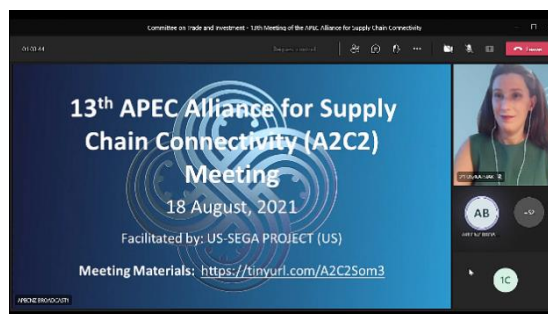 Committee on Trade and Investment - 13th Meeting of the APEC Alliance for Supply Chain Connectivity
13th APEC Alliance for Supply
Chain Connectivity (A2C2)
Meeting
18 August, 2021
Facilitated by: US-SEGA PROJECT (US)
Meeting Materials: https://tinyurl.com/A2C2Som3
AB
1C